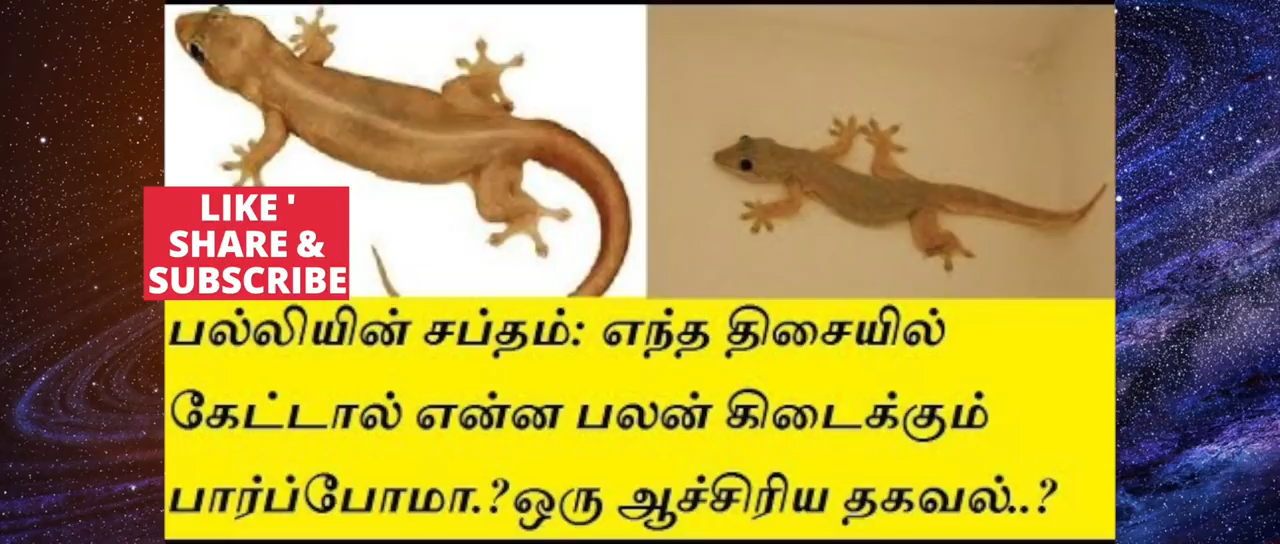 LIKE '
SHARE &
SUBSCRIBE
பல்லியின் சப்தம்: எந்த திசையில்
கேட்டால் என்ன பலன் கிடைக்கும்
பார்ப்போமா.?ஒரு ஆச்சிரிய தகவல்..?